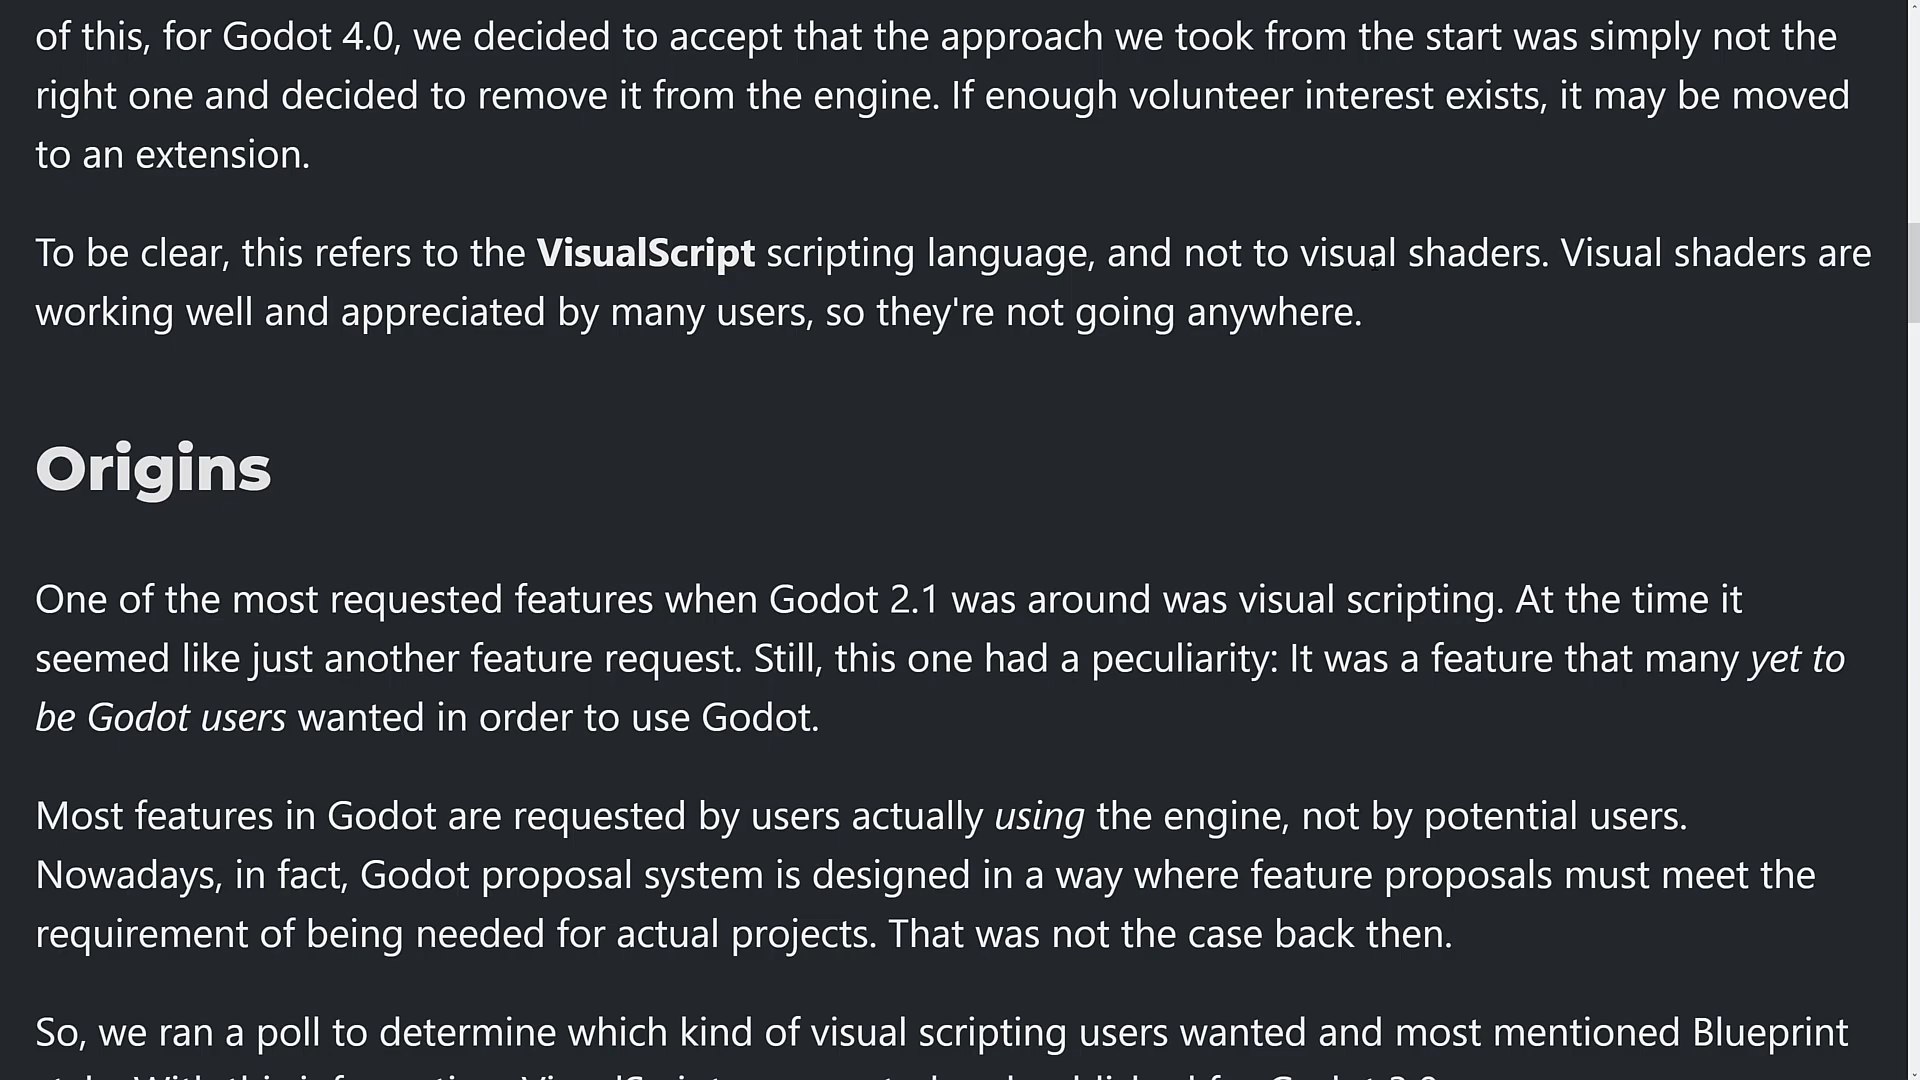 of this, for Godot 4.0, we decided to accept that the approach we took from the start was simply not the
right one and decided to remove it from the engine. If enough volunteer interest exists, it may be moved
to an extension.
To be clear, this refers to the VisualScript scripting language, and not to visual shaders. Visual shaders are
working well and appreciated by many users, so they're not going anywhere.
Origins
One of the most requested features when Godot 2.1 was around was visual scripting. At the time it
seemed like just another feature request. Still, this one had a peculiarity: It was a feature that many yet to
be Godot users wanted in order to use Godot.
Most features in Godot are requested by users actually using the engine, not by potential users.
Nowadays, in fact, Godot proposal system is designed in a way where feature proposals must meet the
requirement of being needed for actual projects. That was not the case back then.
So, we ran a poll to determine which kind of visual scripting users wanted and most mentioned Blueprint